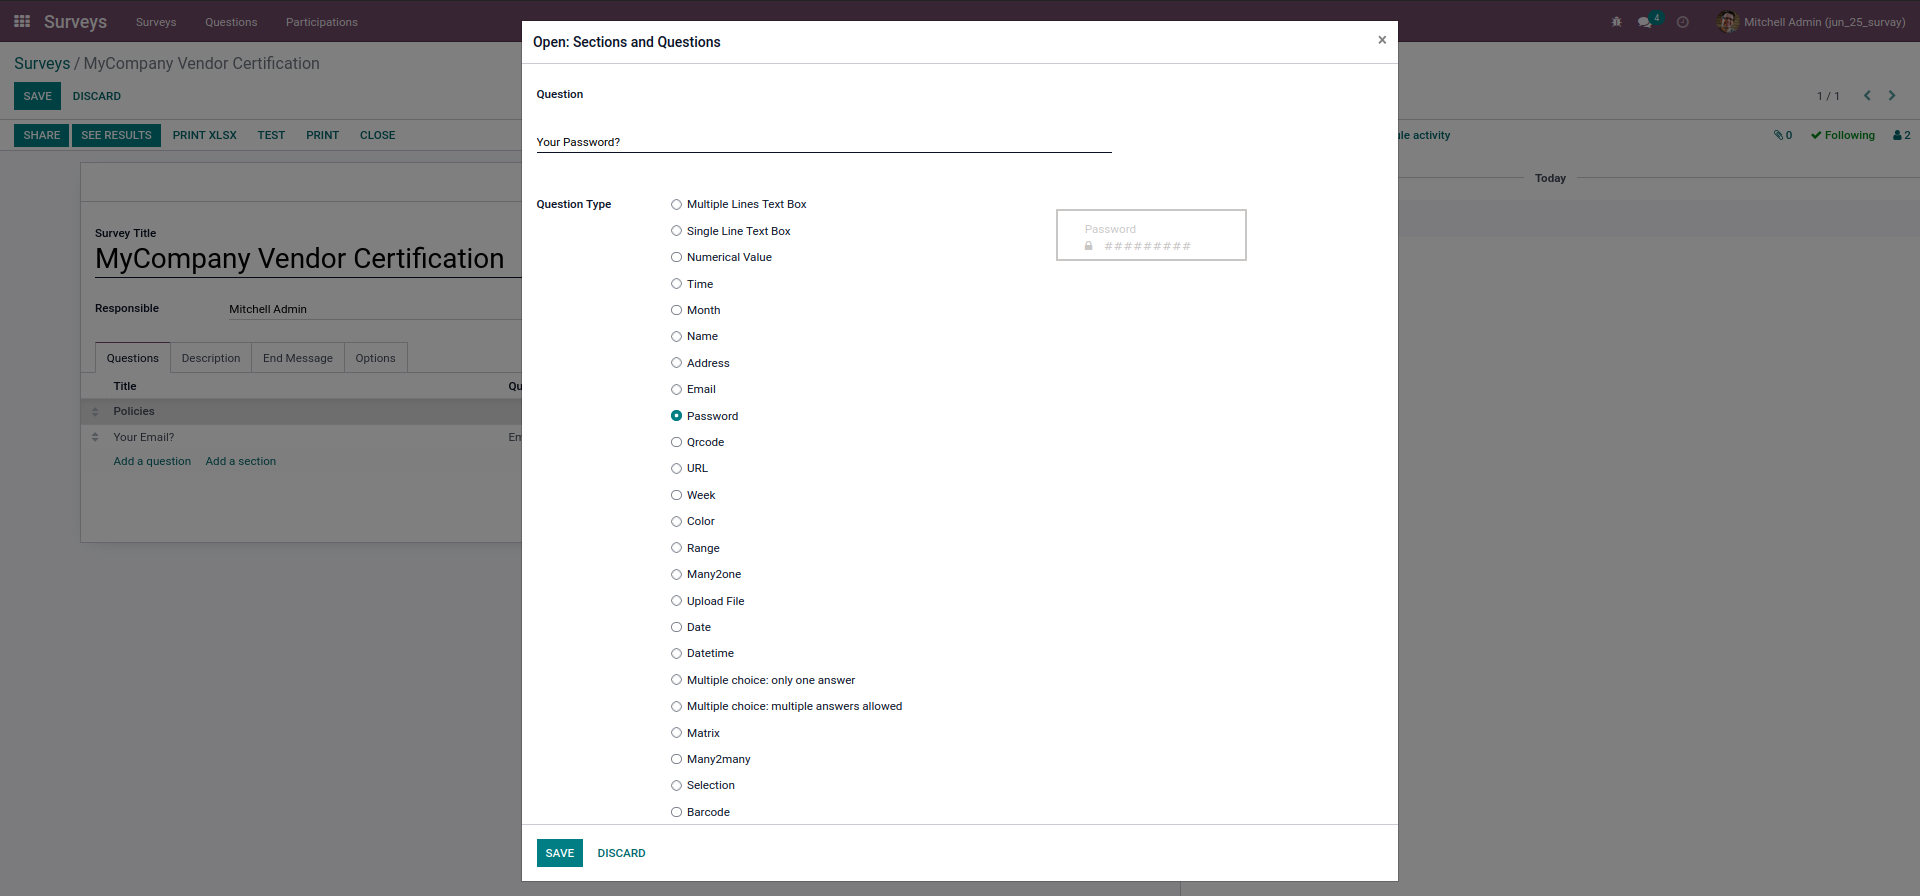 Surveys Surveys Questions Participations 4 Mitchell Admin (jun_25_survay)
Surveys / MyCompany Vendor Certification
SAVE DISCARD 1 / 1
SHARE SEE RESULTS PRINT XLSX TEST PRINT CLOSE activity 0 Following 2
Today
Survey Title
MyCompany Vendor Certification
Responsible Mitchell Admin
Questions Description End Message Options
Title
Policies
Your Email?
Add a question Add a section
Open: Sections and Questions ×
Question
Your Password?
Question Type
Multiple Lines Text Box
Single Line Text Box
Numerical Value
Time
Month
Name
Address
Email
Password
Qrcode
URL
Week
Color
Range
Many2one
Upload File
Date
Datetime
Multiple choice: only one answer
Multiple choice: multiple answers allowed
Matrix
Many2many
Selection
Barcode
Password
#########
SAVE DISCARD